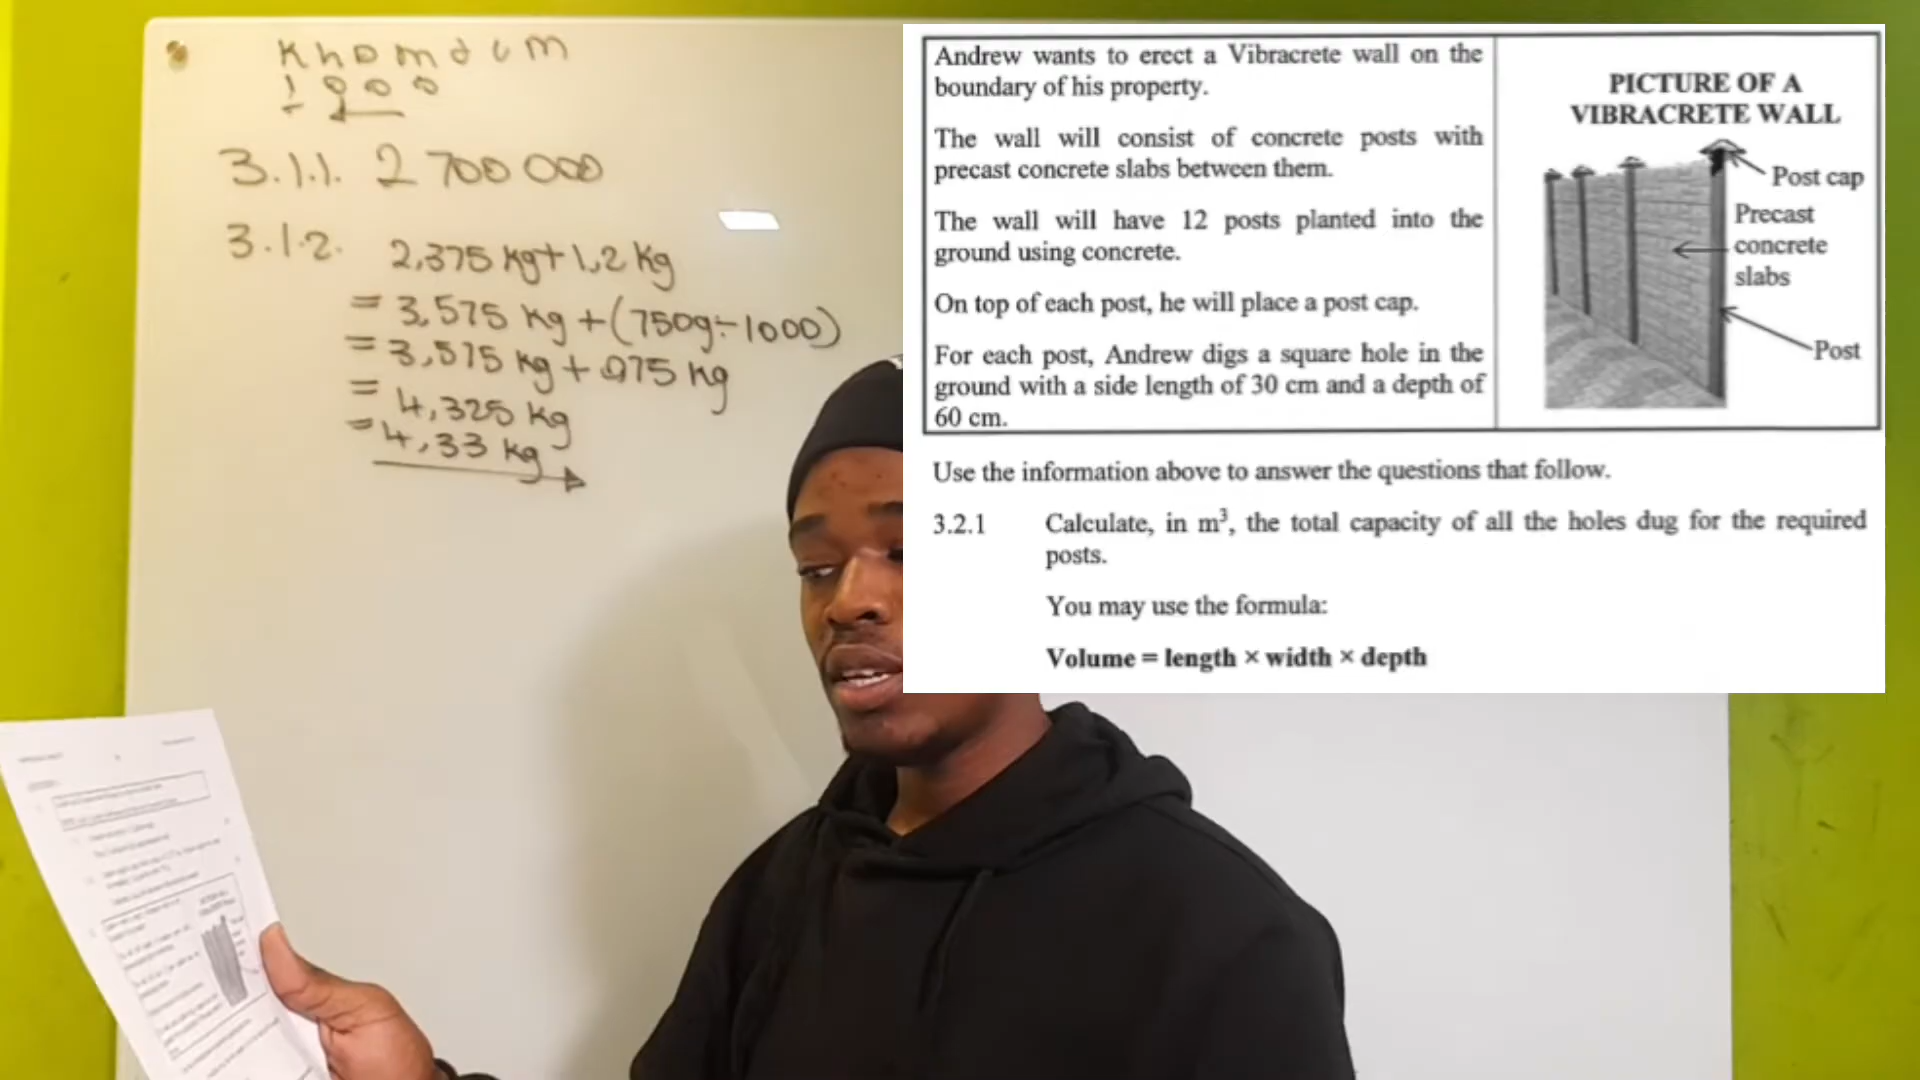 K h D m d c m
1 0 0 0
3.1.1. 2 700 000
3.1.2. 2,375 kg + 1,2 kg
= 3,575 kg + (750g ÷ 1000)
= 3,575 kg + 0,75 kg
= 4,325 kg
= 4,33 kg
Andrew wants to erect a Vibracrete wall on the
boundary of his property.
The wall will consist of concrete posts with
precast concrete slabs between them.
The wall will have 12 posts planted into the
ground using concrete.
On top of each post, he will place a post cap.
For each post, Andrew digs a square hole in the
ground with a side length of 30 cm and a depth of
60 cm.
PICTURE OF A
VIBRACRETE WALL
Post cap
Precast
concrete
slabs
Post
Use the information above to answer the questions that follow.
3.2.1 Calculate, in m³, the total capacity of all the holes dug for the required
posts.
You may use the formula:
Volume = length × width × depth